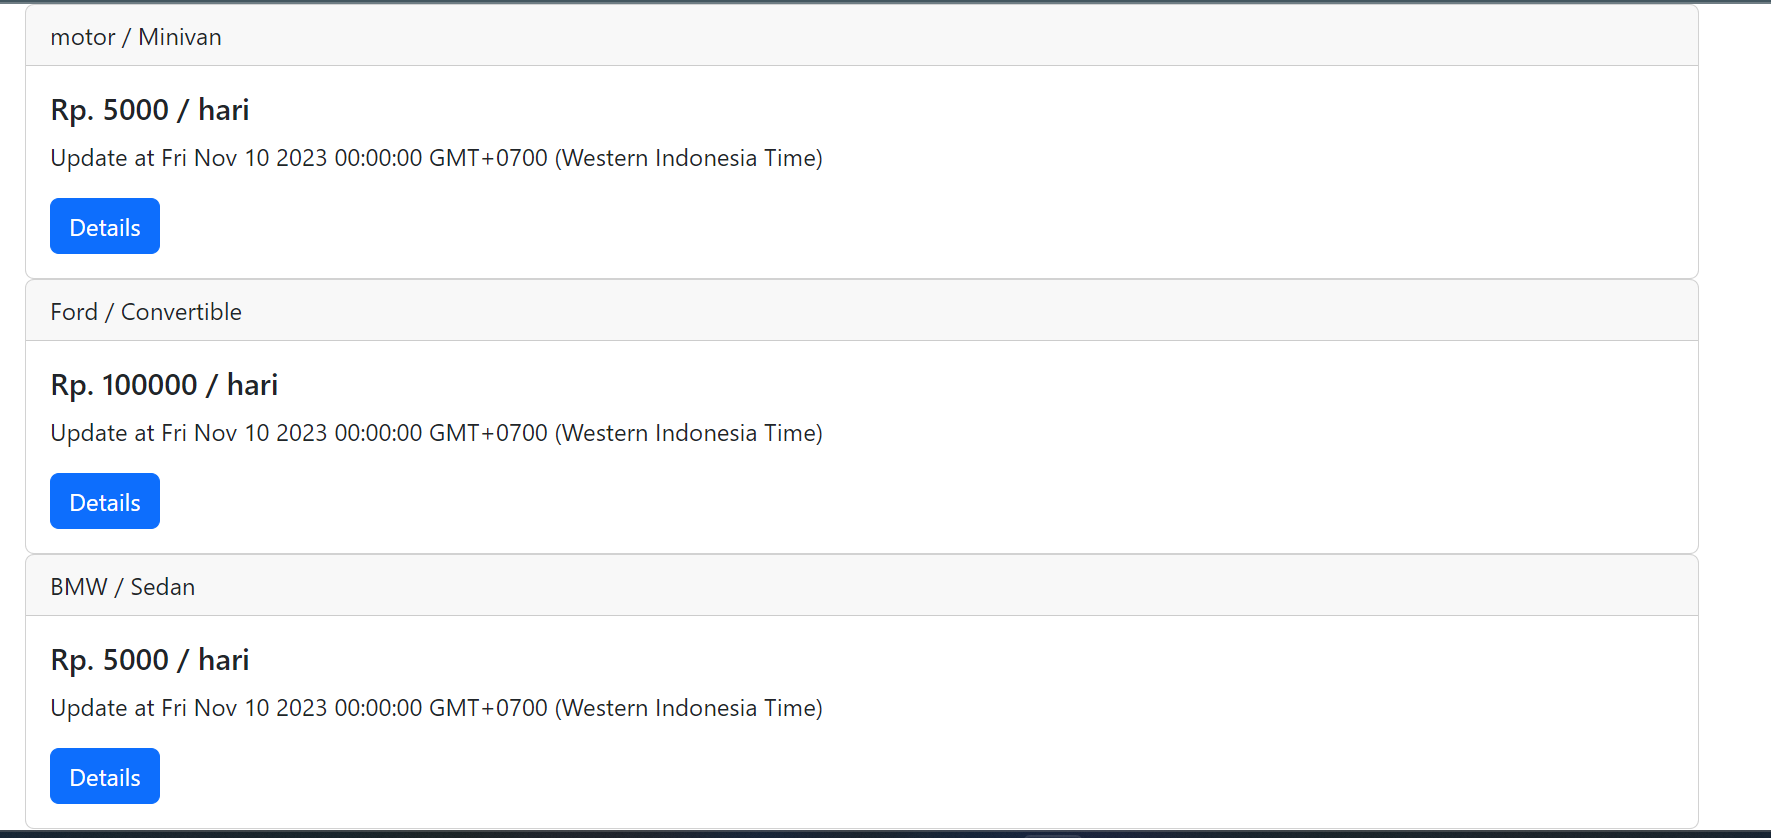 motor / Minivan
Rp. 5000 / hari
Update at Fri Nov 10 2023 00:00:00 GMT+0700 (Western Indonesia Time)
Details
Ford / Convertible
Rp. 100000 / hari
Update at Fri Nov 10 2023 00:00:00 GMT+0700 (Western Indonesia Time)
Details
BMW / Sedan
Rp. 5000 / hari
Update at Fri Nov 10 2023 00:00:00 GMT+0700 (Western Indonesia Time)
Details